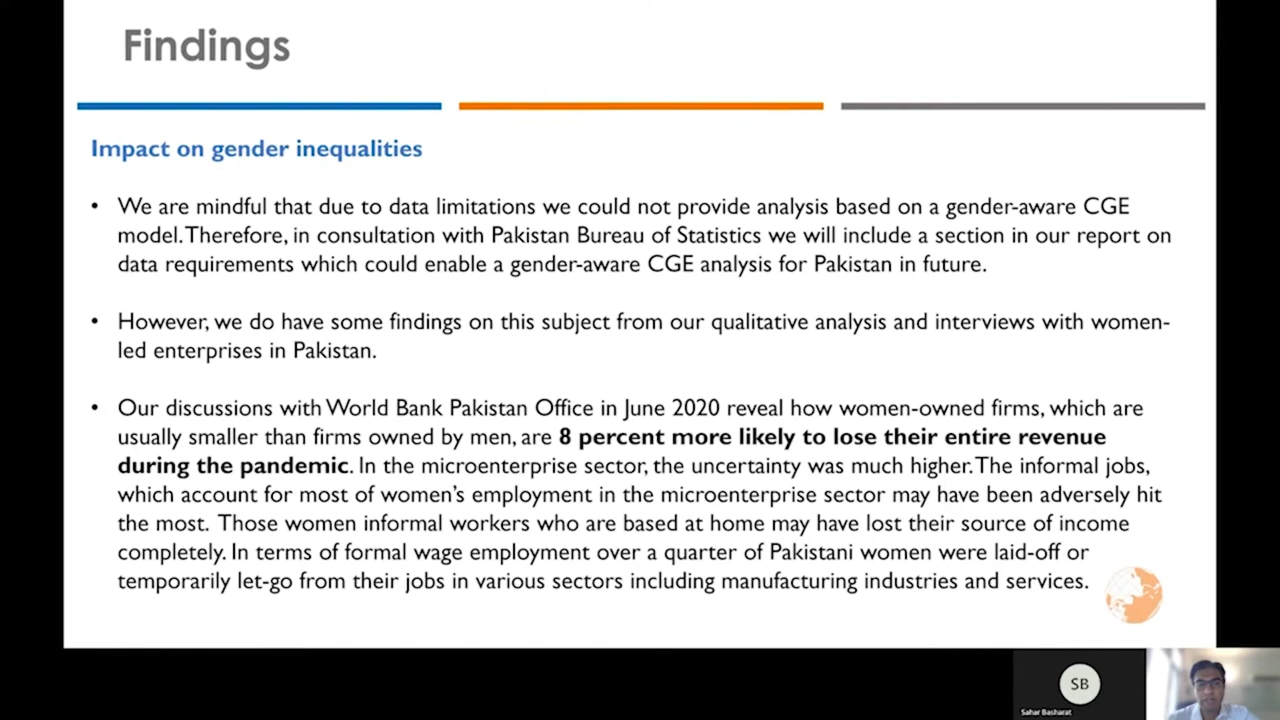 Findings
Impact on gender inequalities
• We are mindful that due to data limitations we could not provide analysis based on a gender-aware CGE
model. Therefore, in consultation with Pakistan Bureau of Statistics we will include a section in our report on
data requirements which could enable a gender-aware CGE analysis for Pakistan in future.
• However, we do have some findings on this subject from our qualitative analysis and interviews with women-
led enterprises in Pakistan.
• Our discussions with World Bank Pakistan Office in June 2020 reveal how women-owned firms, which are
usually smaller than firms owned by men, are 8 percent more likely to lose their entire revenue
during the pandemic. In the microenterprise sector, the uncertainty was much higher. The informal jobs,
which account for most of women's employment in the microenterprise sector may have been adversely hit
the most. Those women informal workers who are based at home may have lost their source of income
completely. In terms of formal wage employment over a quarter of Pakistani women were laid-off or
temporarily let-go from their jobs in various sectors including manufacturing industries and services.
SB
Sahar Basharat